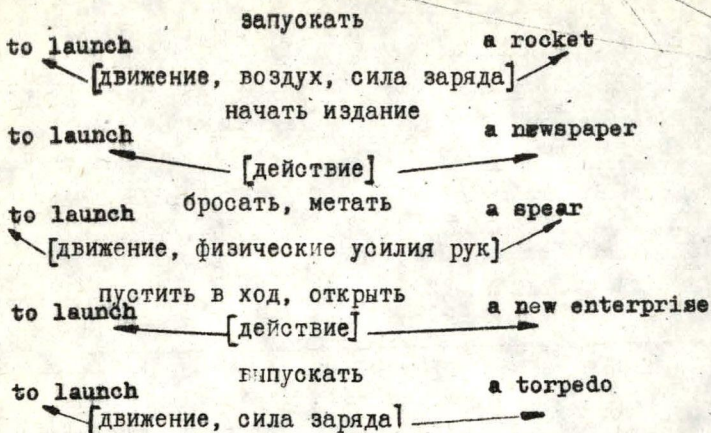 запускать
to launch a rocket
[движение, воздух, сила заряда]
начать издание
to launch a newspaper
[действие]
to launch бросать, метать a spear
[движение, физические усилия рук]
пустить в ход, открыть
to launch a new enterprise
[действие]
выпускать
to launch a torpedo
[движение, сила заряда]